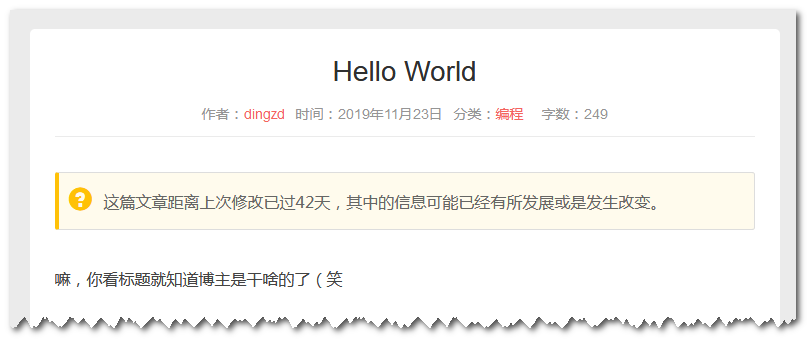 Hello World
作者：dingzd 时间：2019年11月23日 分类：编程 字数：249
这篇文章距离上次修改已过42天，其中的信息可能已经有所发展或是发生改变。
嘛，你看标题就知道博主是干啥的了（笑